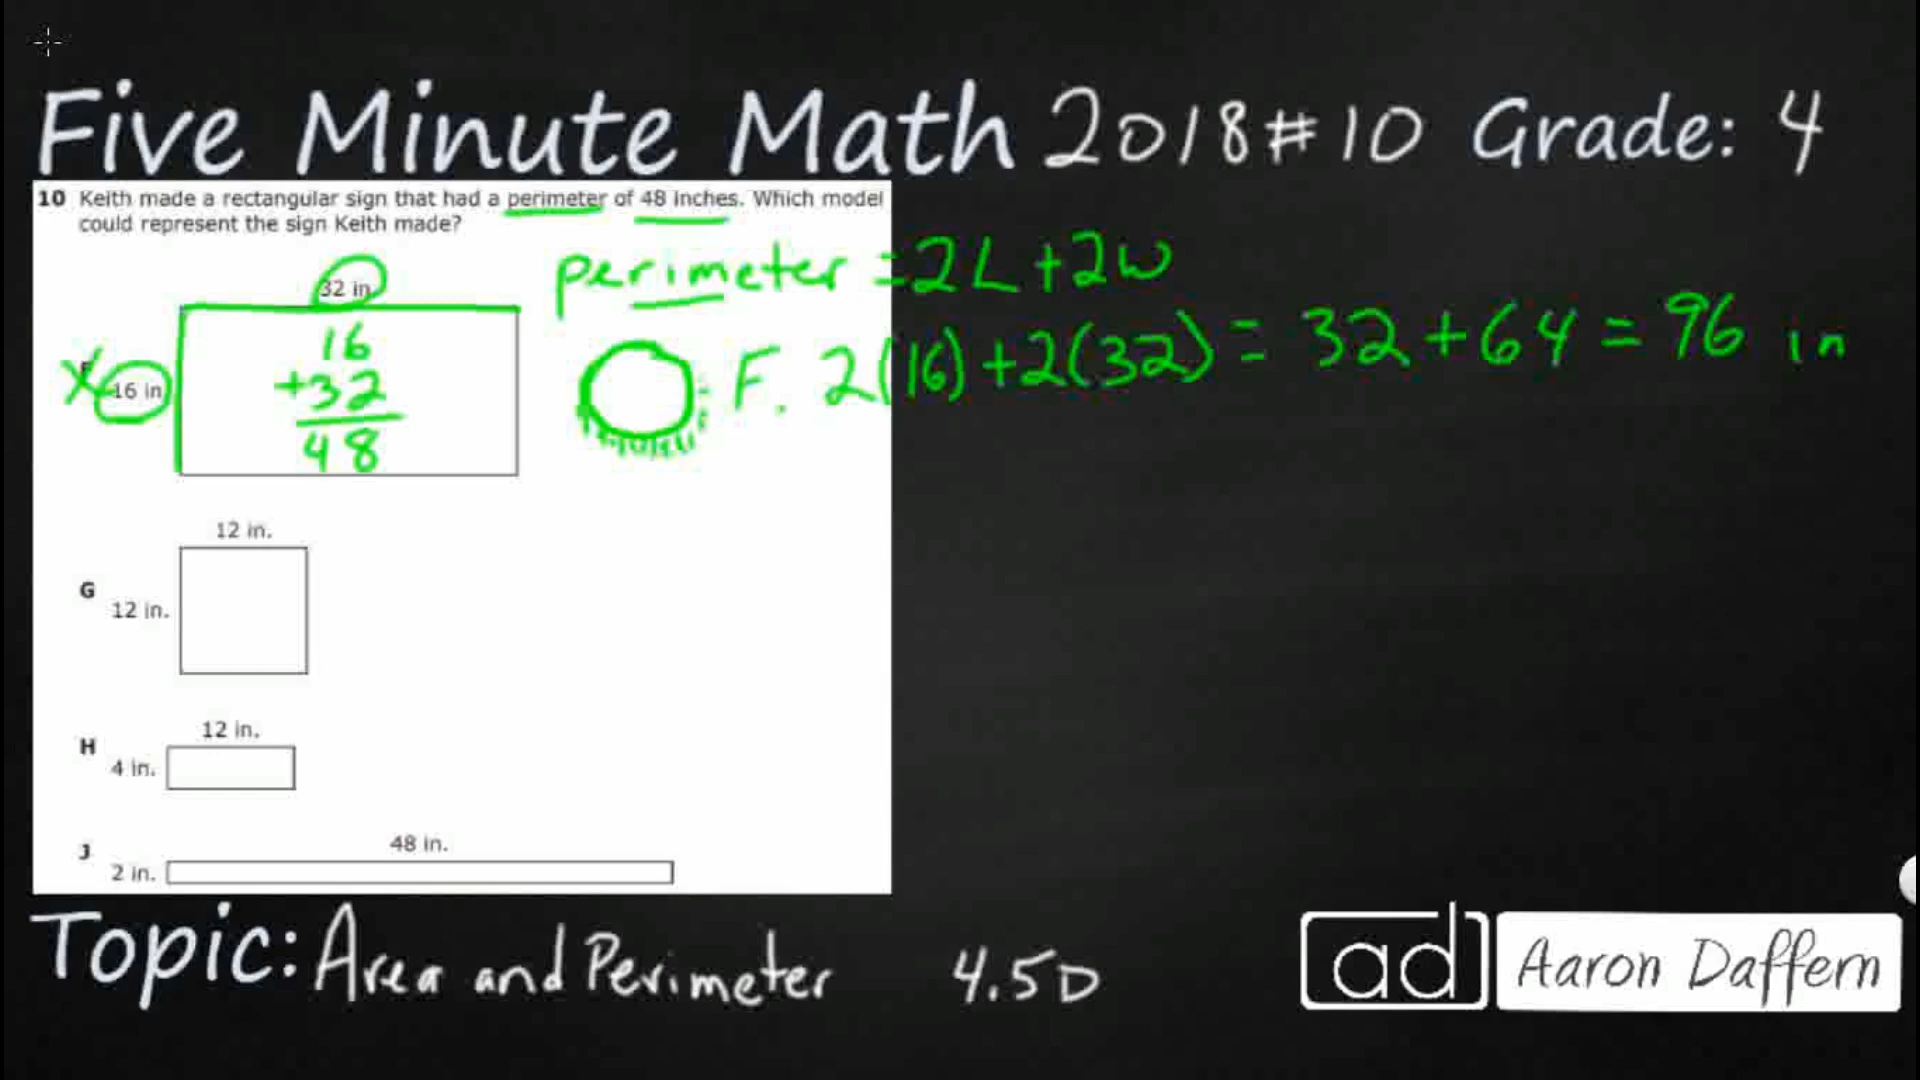 Five Minute Math 2018#10 Grade: 4
10 Keith made a rectangular sign that had a perimeter of 48 inches. Which model
could represent the sign Keith made?
perimeter = 2L+2W
32 in
16 in
16
+32
48
F. 2(16)+2(32) = 32+64 = 96 in
12 in.
G
12 in.
12 in.
H
4 in.
48 in.
J
2 in.
Topic: Area and Perimeter 4.5D
ad Aaron Daffern